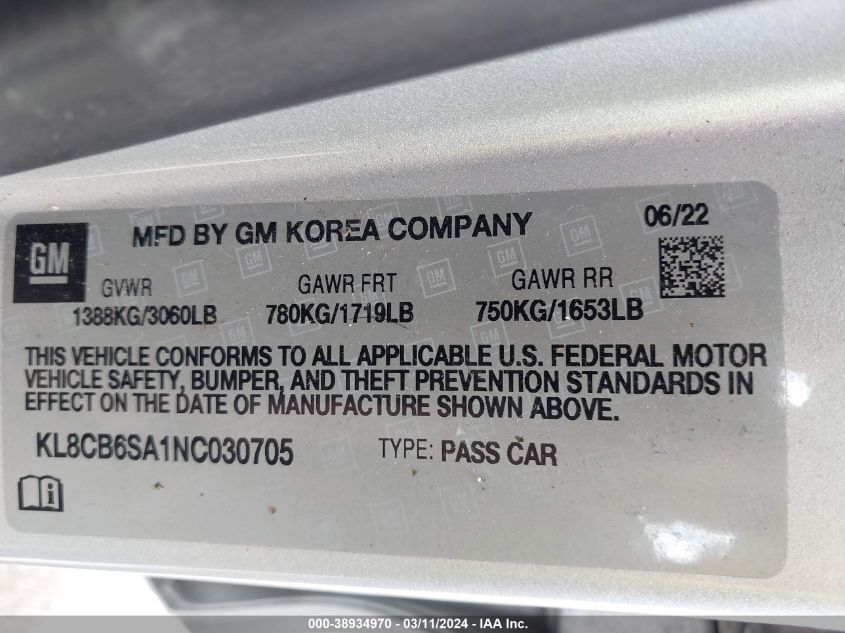 GM
MFD BY GM KOREA COMPANY
06/22
GVWR
GAWR FRT
GAWR RR
1388KG/3060LB
780KG/1719LB
750KG/1653LB
THIS VEHICLE CONFORMS TO ALL APPLICABLE U.S. FEDERAL MOTOR
VEHICLE SAFETY, BUMPER, AND THEFT PREVENTION STANDARDS IN
EFFECT ON THE DATE OF MANUFACTURE SHOWN ABOVE.
KL8CB6SA1NC030705
TYPE: PASS CAR
000-38934970 - 03/11/2024 - IAA Inc.